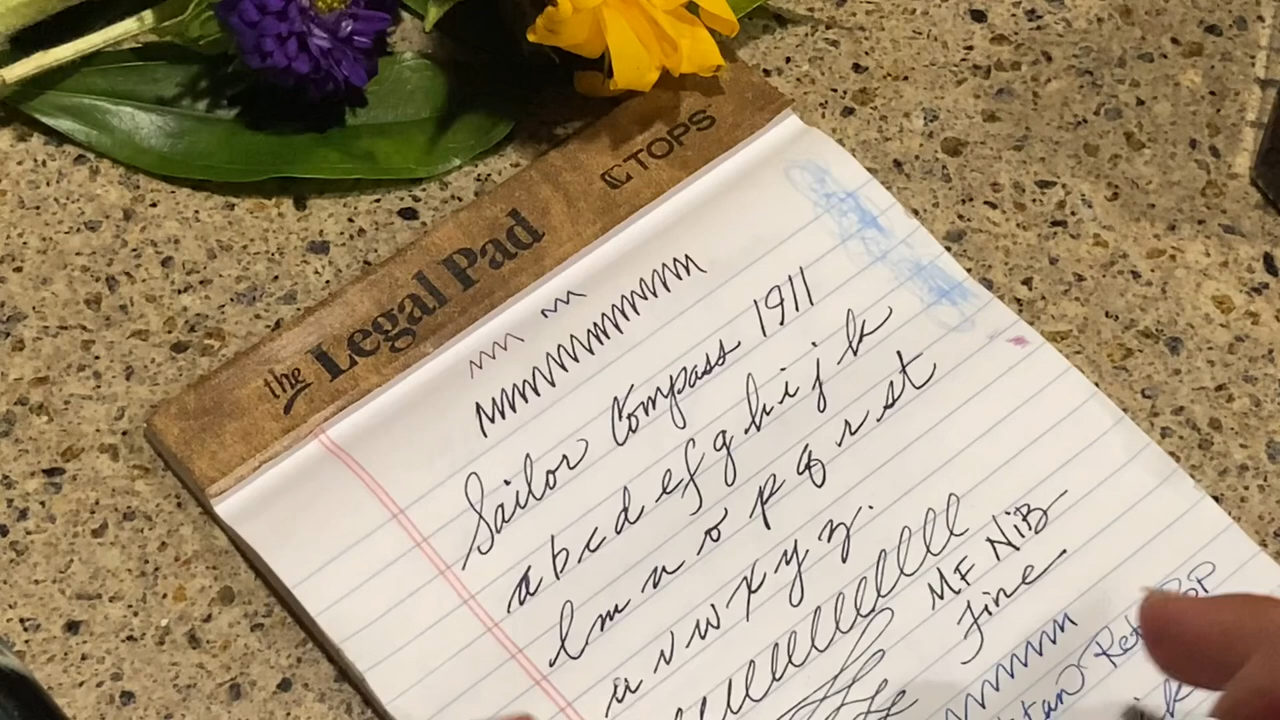 the Legal Pad TOPS
Sailor Compass 1911
a b c d e f g h i j k
l m n o p q r s t
u v w x y z.
MF NiB
Fine